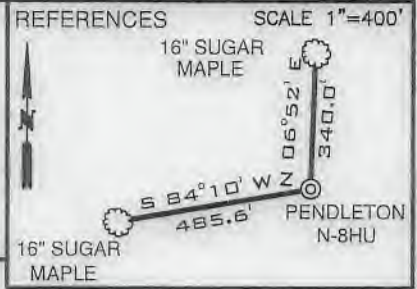 REFERENCES
SCALE 1"=400'
16" SUGAR
MAPLE
N
N 06°52' E
340.0'
S 84°10' W
485.6'
PENDLETON
N-8HU
16" SUGAR
MAPLE